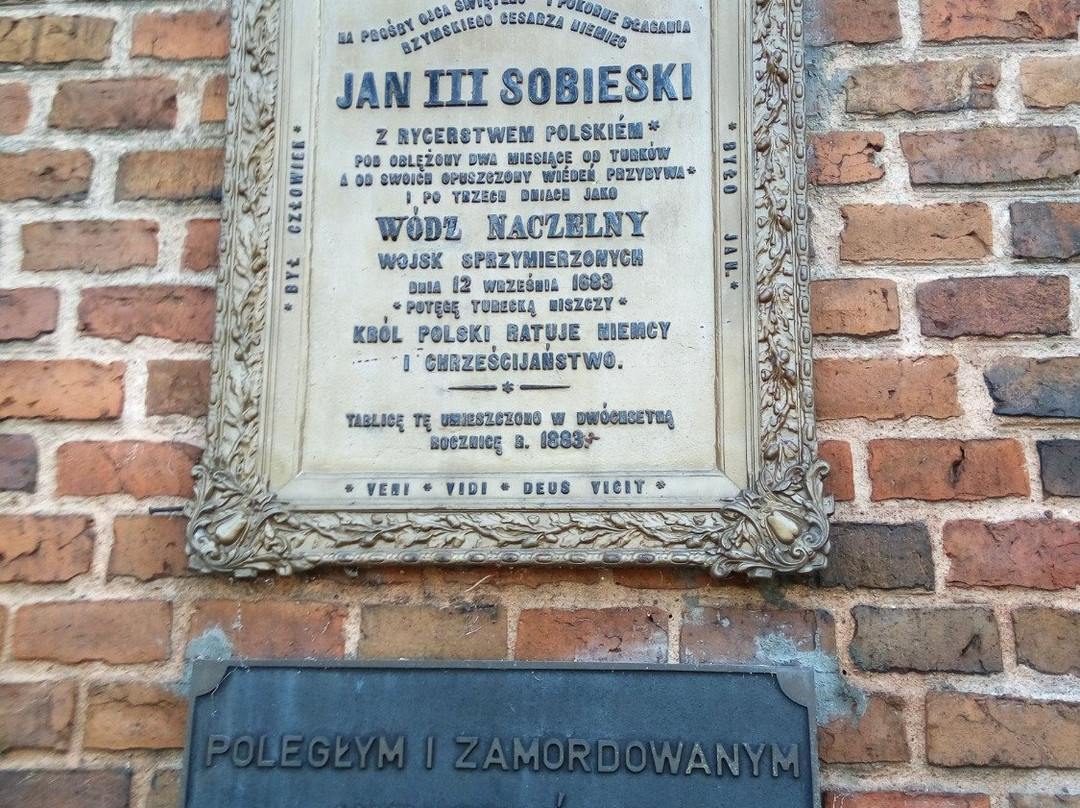 NA PROŚBY OJCA ŚWIĘTEGO I POKORNE BŁAGANIA
RZYMSKIEGO CESARZA NIEMIEC
JAN III SOBIESKI
Z RYCERSTWEM POLSKIÉM *
POD OBLĘŻONY DWA MIESIĄCE OD TURKÓW
A OD SWOICH OPUSZCZONY WIÉDEŃ, PRZYBYWA *
I PO TRZECH DNIACH JAKO
WÓDZ NACZELNY
WOJSK SPRZYMIERZONYCH
DNIA 12 WRZEŚNIA 1683
* POTĘGĘ TURECKĄ NISZCZY *
KRÓL POLSKI RATUJE NIEMCY
I CHRZEŚCIJAŃSTWO.
TABLICĘ TĘ UMIESZCZONO W DWÓCHSETNĄ
ROCZNICĘ R. 1883.
* BYŁ CZŁOWIEK *
* BYŁO JAN. *
* VENI * VIDI * DEUS VICIT *
POLEGŁYM I ZAMORDOWANYM